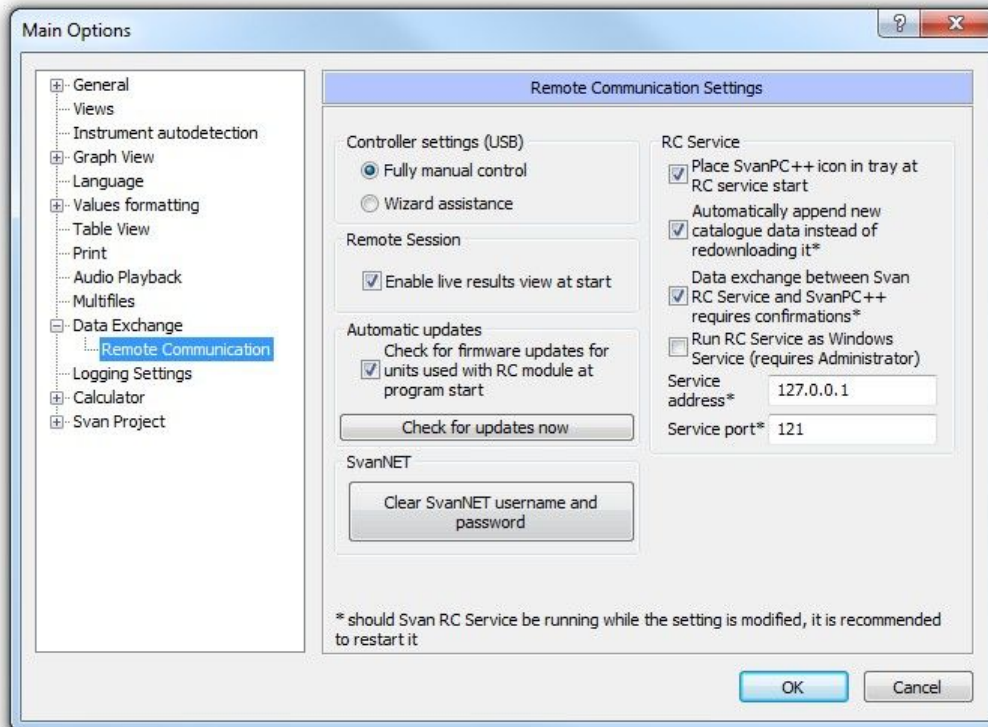 Main Options
General
Views
Instrument autodetection
Graph View
Language
Values formatting
Table View
Print
Audio Playback
Multifiles
Data Exchange
Remote Communication
Logging Settings
Calculator
Svan Project
Remote Communication Settings
Controller settings (USB)
Fully manual control
Wizard assistance
Remote Session
Enable live results view at start
Automatic updates
Check for firmware updates for
units used with RC module at
program start
Check for updates now
SvanNET
Clear SvanNET username and
password
RC Service
Place SvanPC++ icon in tray at
RC service start
Automatically append new
catalogue data instead of
redownloading it*
Data exchange between Svan
RC Service and SvanPC++
requires confirmations*
Run RC Service as Windows
Service (requires Administrator)
Service
address*
127.0.0.1
Service port* 121
* should Svan RC Service be running while the setting is modified, it is recommended
to restart it
OK
Cancel